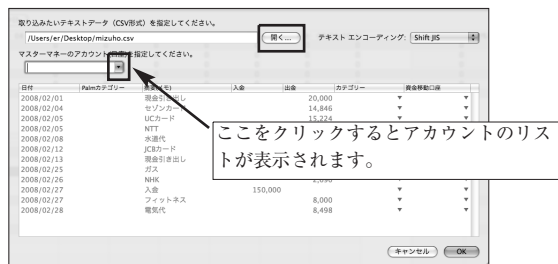 取り込みたいテキストデータ（CSV形式）を指定してください。
/Users/er/Desktop/mizuho.csv 開く... テキスト エンコーディング: Shift JIS
マスターマネーのアカウント を指定してください。
日付 Palmカテゴリー 入金 出金 カテゴリー 資金移動口座
2008/02/01 現金引き出し 20,000
2008/02/04 セゾンカード 14,846
2008/02/05 UCカード 15,224
2008/02/05 NTT
2008/02/08 水道代
2008/02/12 JCBカード
2008/02/13 現金引き出し
2008/02/25 ガス
2008/02/26 NHK
2008/02/27 入金 150,000
2008/02/27 フィットネス 8,000
2008/02/28 電気代 8,498
ここをクリックするとアカウントのリス
トが表示されます。
キャンセル OK